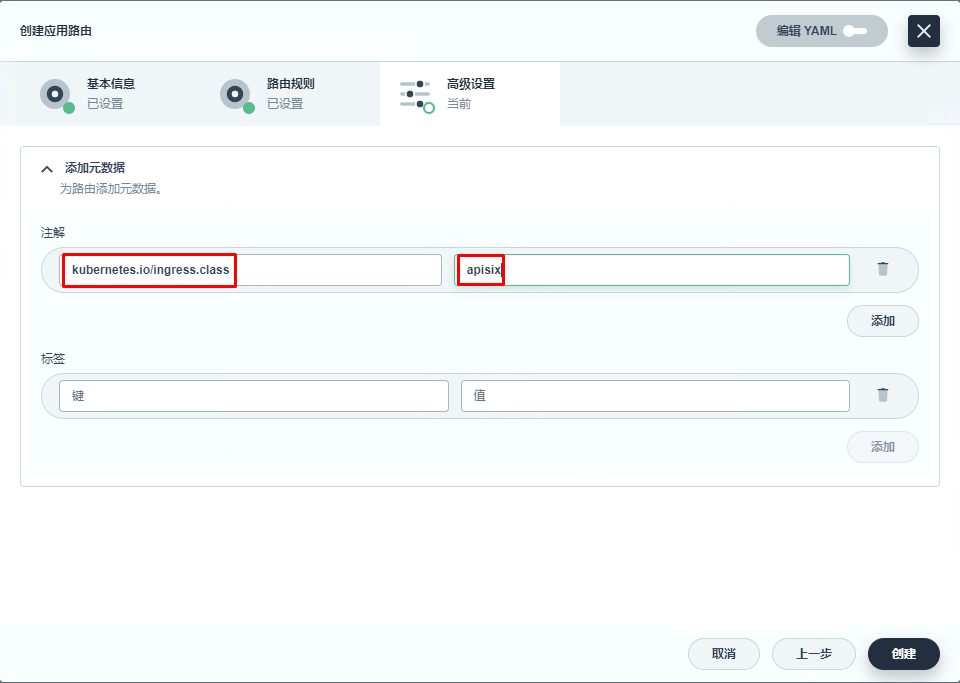 创建应用路由
编辑 YAML
基本信息
已设置
路由规则
已设置
高级设置
当前
添加元数据
为路由添加元数据。
注解
kubernetes.io/ingress.class
apisix
添加
标签
键
值
添加
取消
上一步
创建